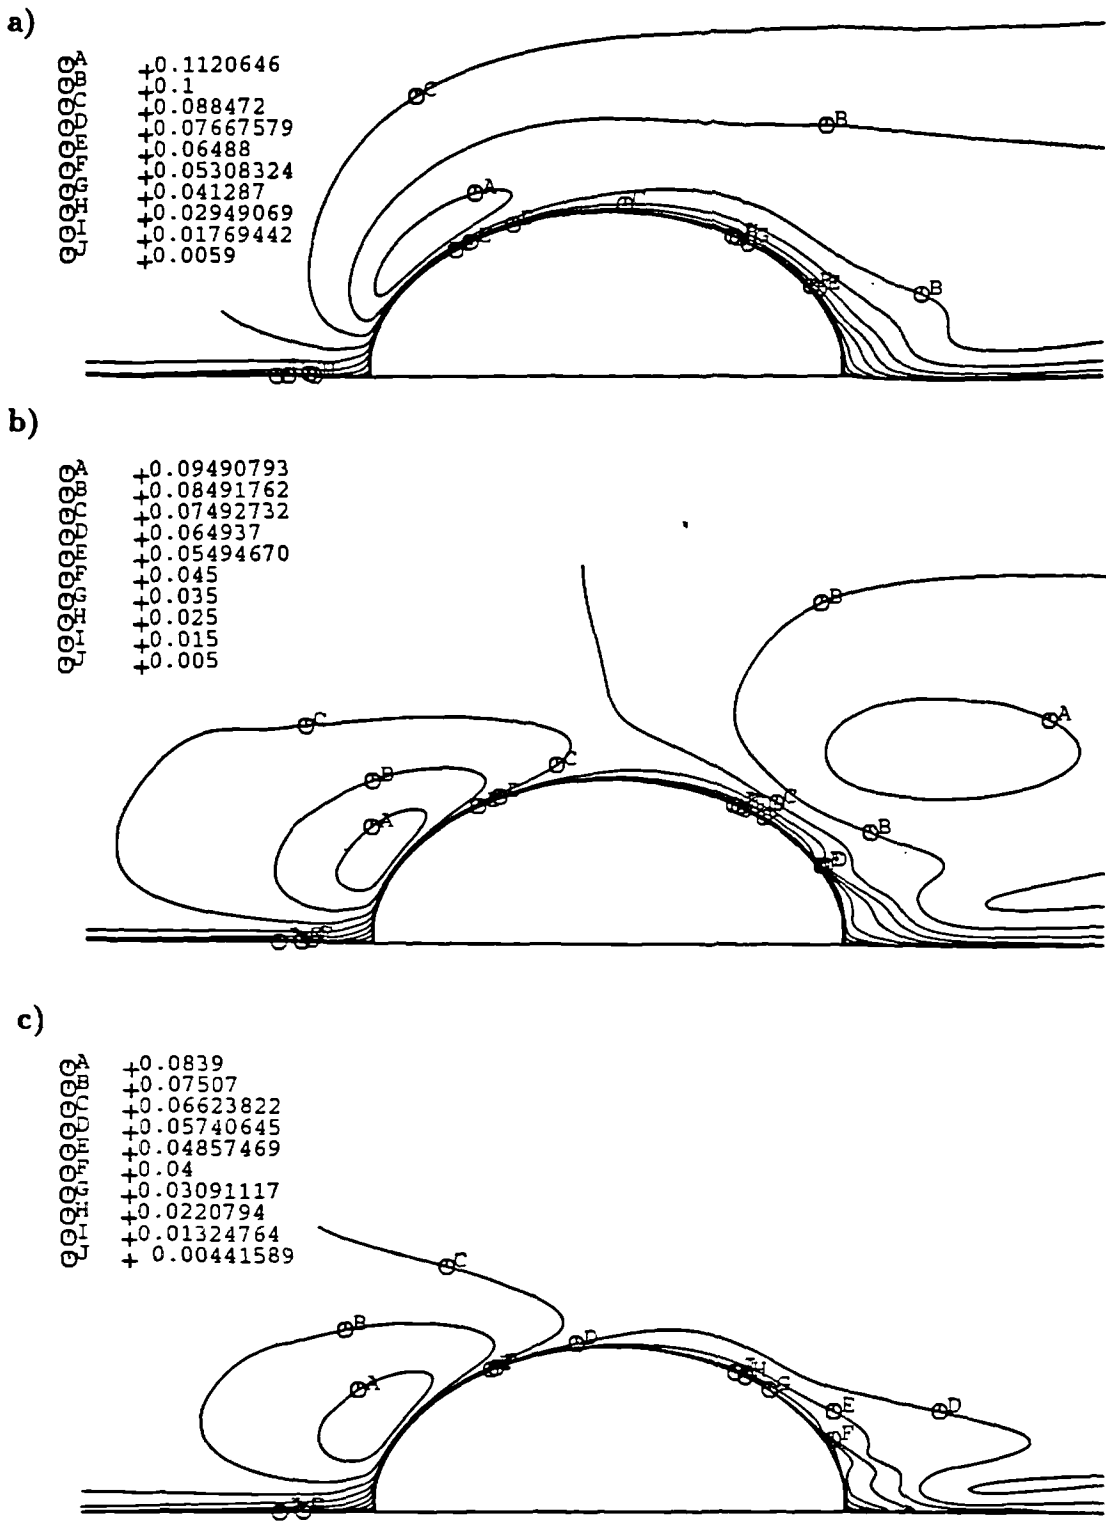 a)
A +0.1120646
B +0.1
C +0.088472
D +0.07667579
E +0.06488
F +0.05308324
G +0.041287
H +0.02949069
I +0.01769442
J +0.0059
C
B
A
B
b)
A +0.09490793
B +0.08491762
C +0.07492732
D +0.064937
E +0.05494670
F +0.045
G +0.035
H +0.025
I +0.015
J +0.005
B
C
A
B
C
C
A
B
D
c)
A +0.0839
B +0.07507
C +0.06623822
D +0.05740645
E +0.04857469
F +0.04
G +0.03091117
H +0.0220794
I +0.01324764
J + 0.00441589
C
B
D
H
A
G
E
D
F